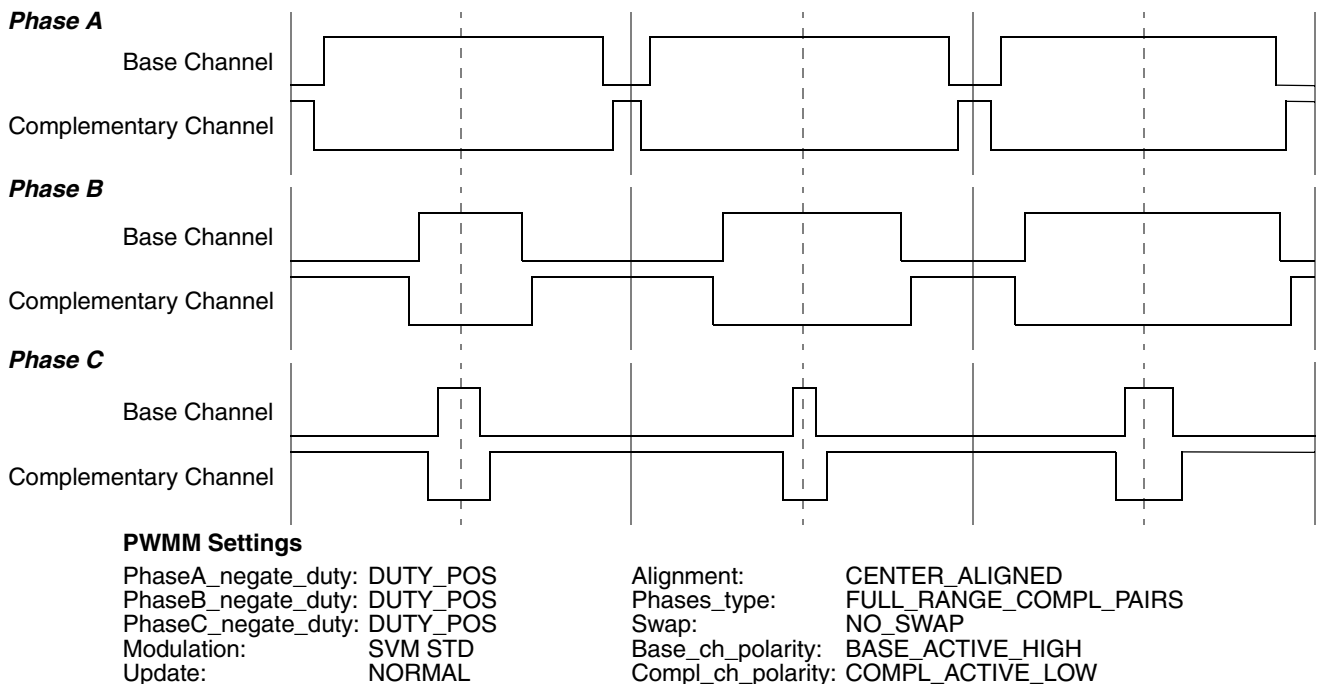 Phase A
Base Channel
Complementary Channel
Phase B
Base Channel
Complementary Channel
Phase C
Base Channel
Complementary Channel
PWMM Settings
PhaseA_negate_duty: DUTY_POS
PhaseB_negate_duty: DUTY_POS
PhaseC_negate_duty: DUTY_POS
Modulation: SVM STD
Update: NORMAL
Alignment: CENTER_ALIGNED
Phases_type: FULL_RANGE_COMPL_PAIRS
Swap: NO_SWAP
Base_ch_polarity: BASE_ACTIVE_HIGH
Compl_ch_polarity: COMPL_ACTIVE_LOW